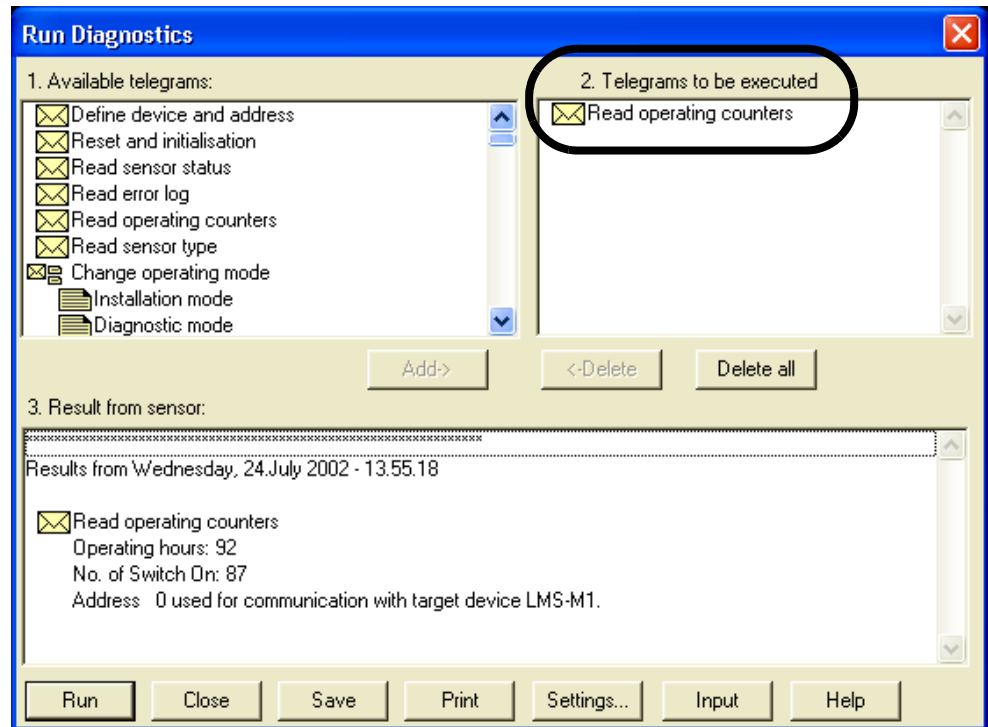 Run Diagnostics
1. Available telegrams:
2. Telegrams to be executed
Define device and address
Reset and initialisation
Read sensor status
Read error log
Read operating counters
Read sensor type
Change operating mode
Installation mode
Diagnostic mode
Read operating counters
Add->
<-Delete
Delete all
3. Result from sensor:
******************************************************************
Results from Wednesday, 24.July 2002 - 13.55.18
Read operating counters
Operating hours: 92
No. of Switch On: 87
Address   0 used for communication with target device LMS-M1.
Run
Close
Save
Print
Settings...
Input
Help